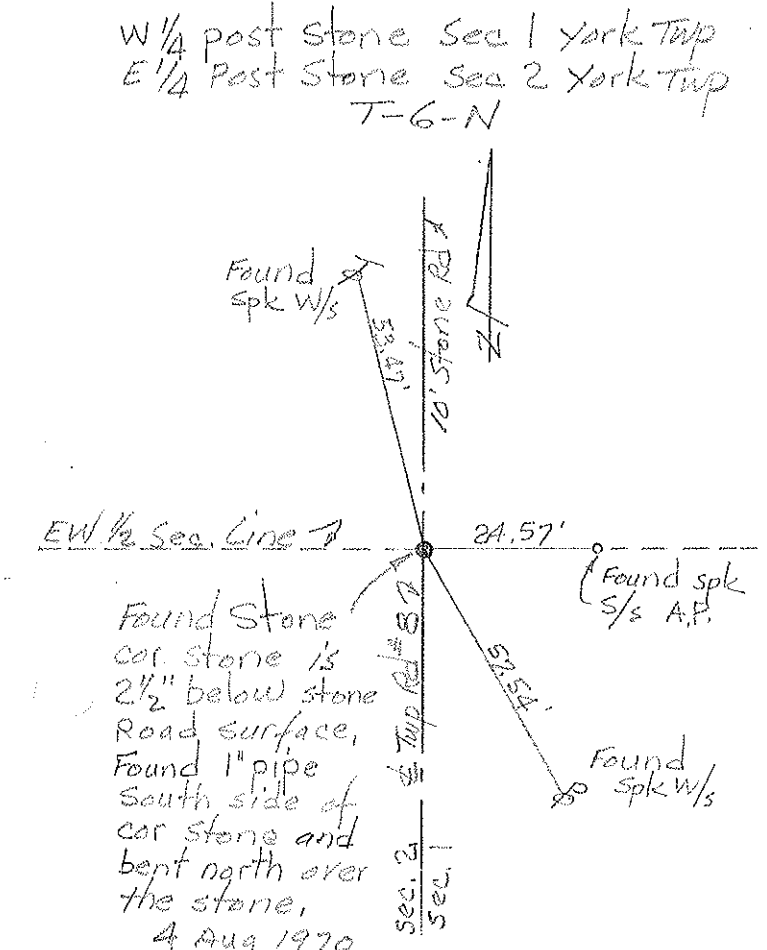 W 1/4 post Stone Sec 1 York Twp
E 1/4 Post Stone Sec 2 York Twp
T-6-N
Found
spk W/s
53.47'
10' Stone Rd
N
EW 1/2 Sec. Line
24.57'
Found spk
S/s A.P.
Found Stone
cor. stone is
2 1/2" below stone
Road surface,
Found 1" pipe
South side of
cor stone and
bent north over
the stone,
4 Aug 1970
℄ Twp Rd # 87
57.54'
Found
Spk W/s
Sec. 2
Sec. 1